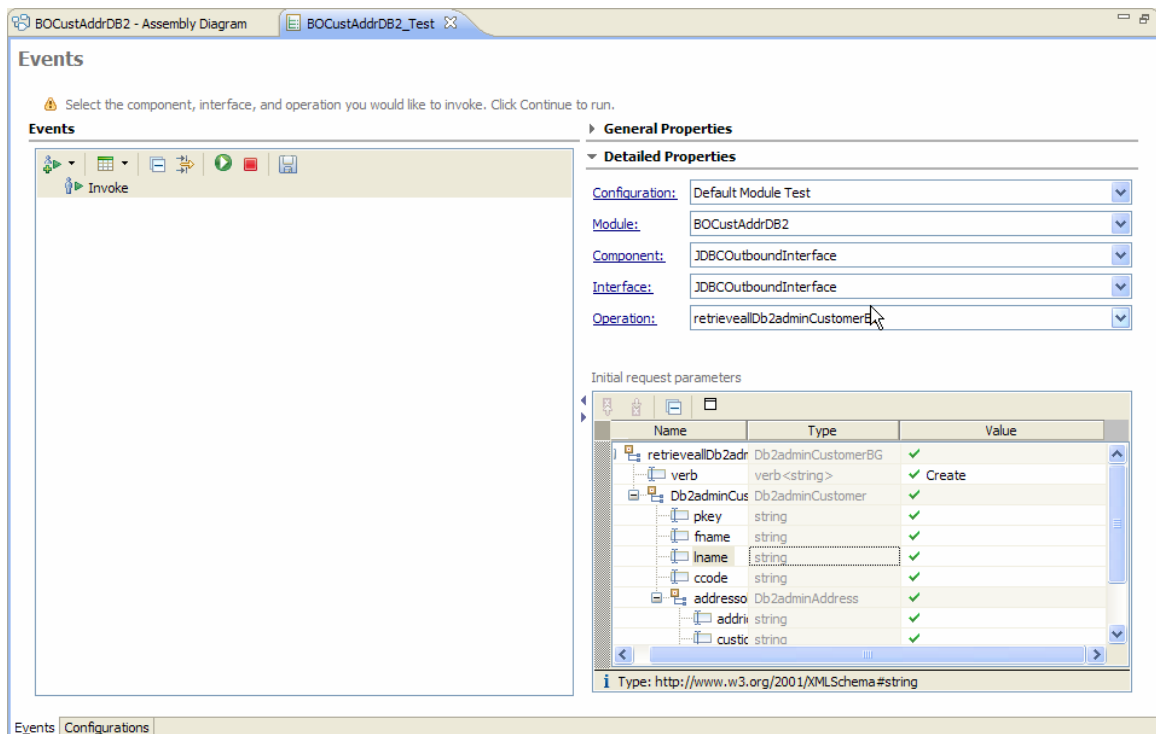 BOCustAddrDB2 - Assembly Diagram
BOCustAddrDB2_Test
Events
Select the component, interface, and operation you would like to invoke. Click Continue to run.
Events
Invoke
General Properties
Detailed Properties
Configuration: Default Module Test
Module: BOCustAddrDB2
Component: JDBCOutboundInterface
Interface: JDBCOutboundInterface
Operation: retrieveallDb2adminCustomerB
Initial request parameters
Name Type Value
retrieveallDb2adr Db2adminCustomerBG
verb verb<string> Create
Db2adminCus Db2adminCustomer
pkey string
fname string
lname string
ccode string
addresso Db2adminAddress
addri string
custic string
Type: http://www.w3.org/2001/XMLSchema#string
Events Configurations